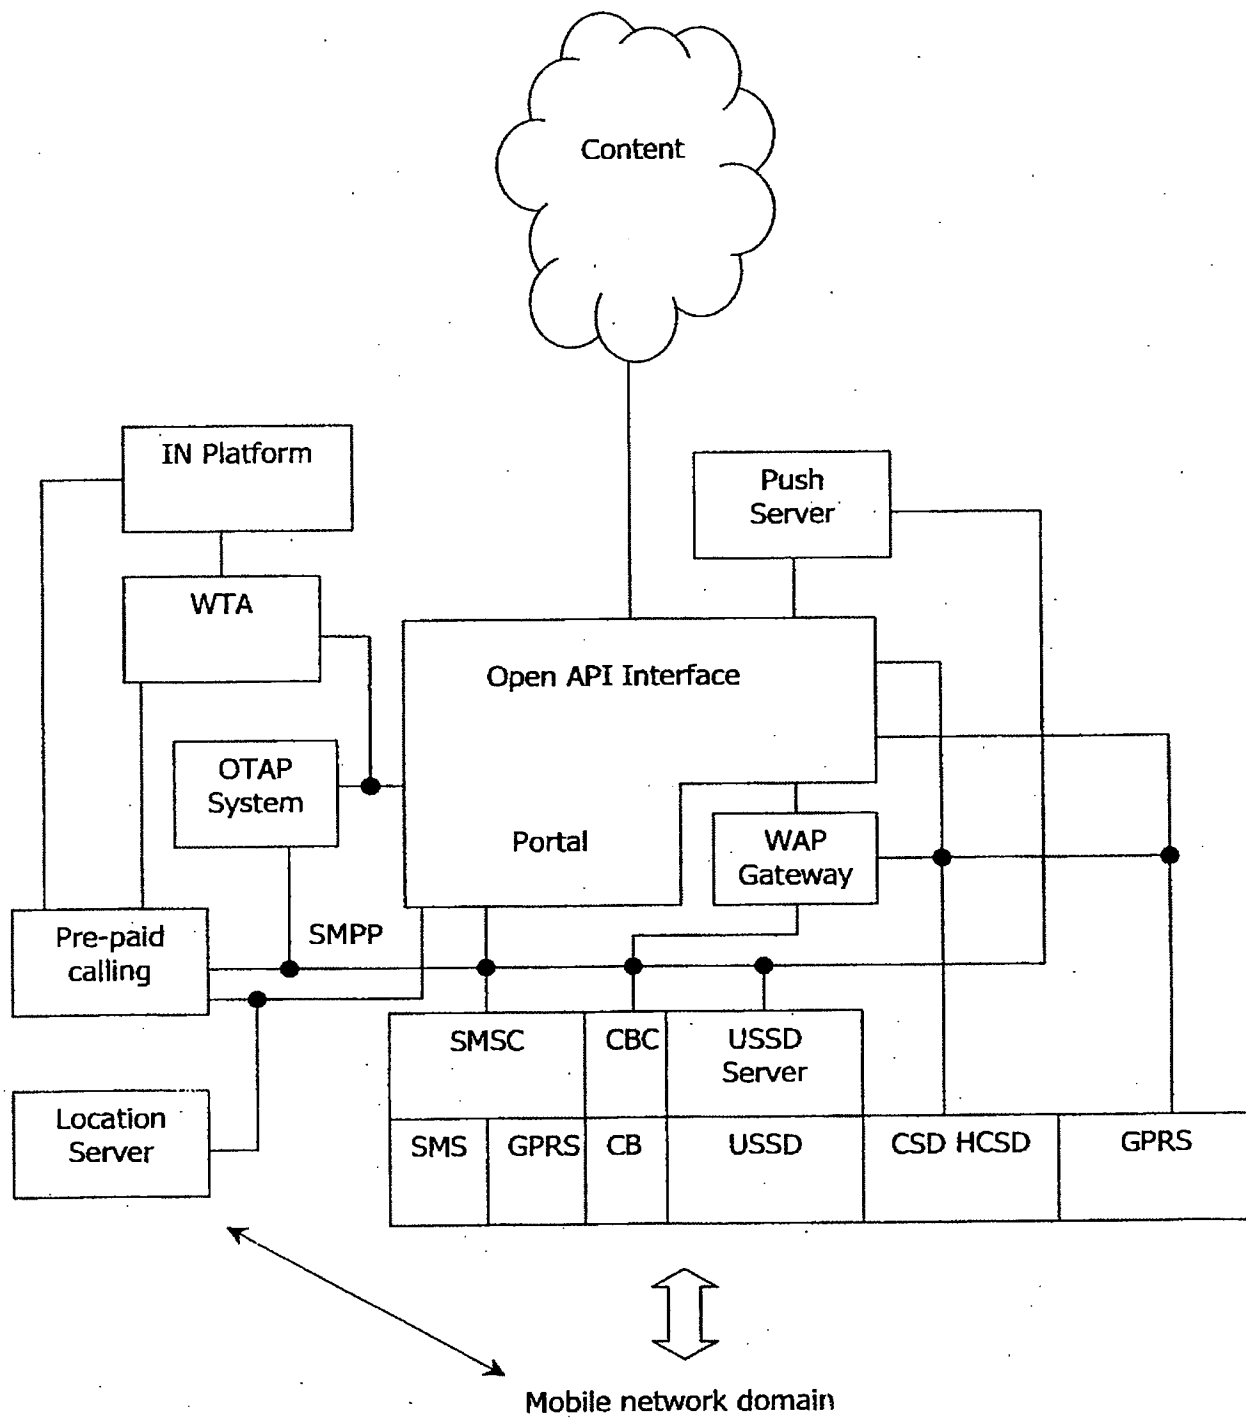 Content
IN Platform
Push
Server
WTA
Open API Interface
OTAP
System
Portal
WAP
Gateway
SMPP
Pre-paid
calling
SMSC
CBC
USSD
Server
Location
Server
SMS
GPRS
CB
USSD
CSD HCSD
GPRS
Mobile network domain